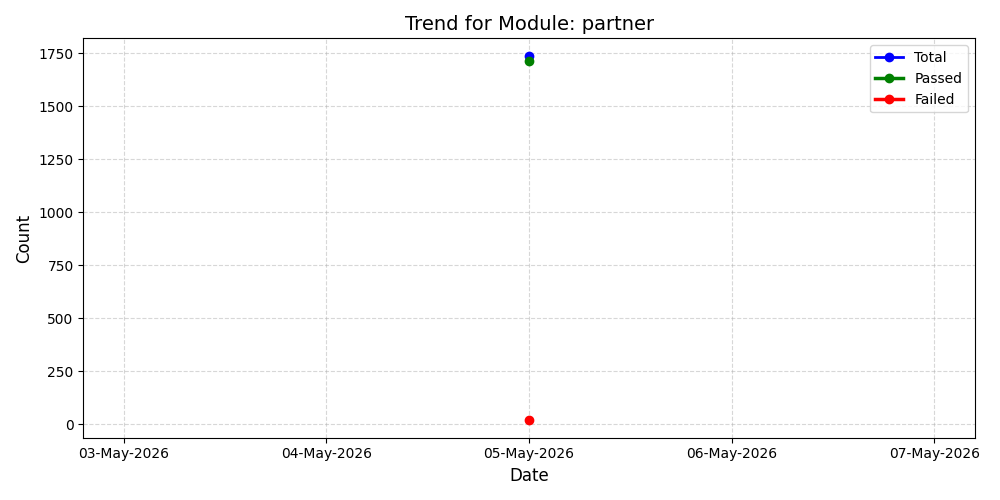 Trend for Module: partner
1750
1500
1250
1000
750
500
250
0
Count
Total
Passed
Failed
03-May-2026
04-May-2026
05-May-2026
06-May-2026
07-May-2026
Date